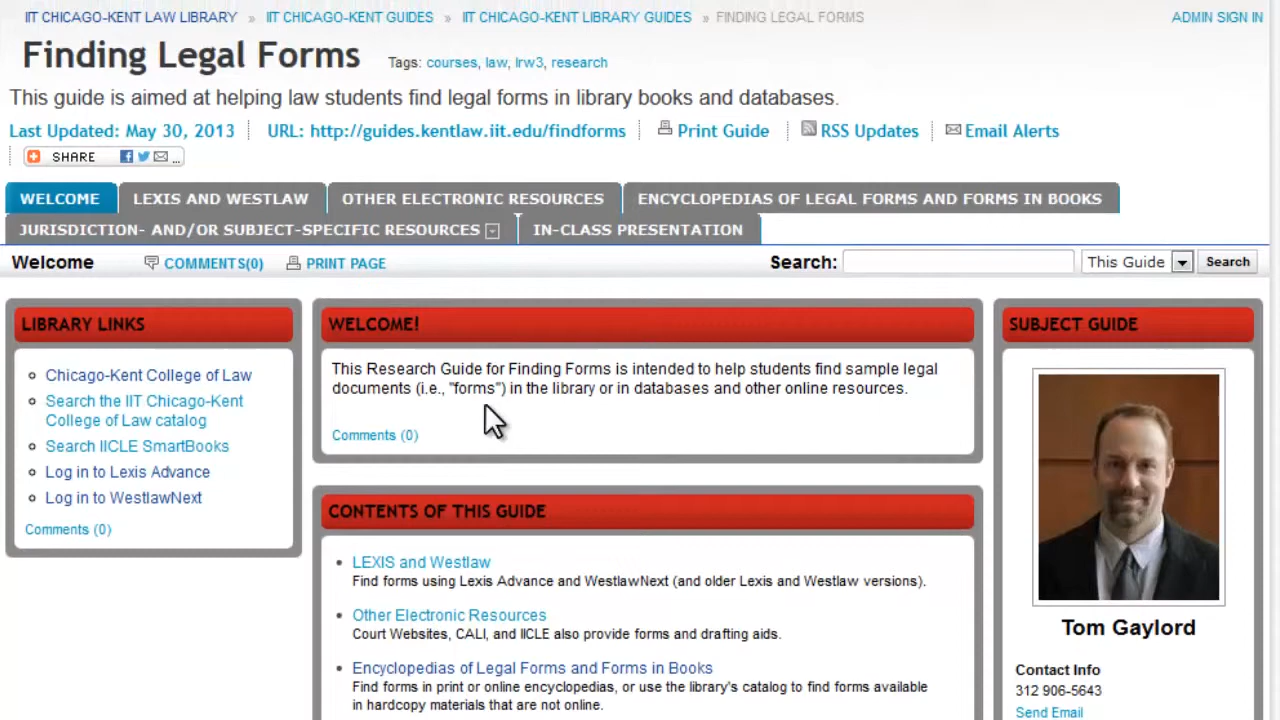 IIT CHICAGO-KENT LAW LIBRARY » IIT CHICAGO-KENT GUIDES » IIT CHICAGO-KENT LIBRARY GUIDES » FINDING LEGAL FORMS ADMIN SIGN IN
Finding Legal Forms Tags: courses, law, lrw3, research
This guide is aimed at helping law students find legal forms in library books and databases.
Last Updated: May 30, 2013 URL: http://guides.kentlaw.iit.edu/findforms Print Guide RSS Updates Email Alerts
SHARE ...
WELCOME LEXIS AND WESTLAW OTHER ELECTRONIC RESOURCES ENCYCLOPEDIAS OF LEGAL FORMS AND FORMS IN BOOKS
JURISDICTION- AND/OR SUBJECT-SPECIFIC RESOURCES IN-CLASS PRESENTATION
Welcome COMMENTS(0) PRINT PAGE Search: This Guide Search
LIBRARY LINKS
Chicago-Kent College of Law
Search the IIT Chicago-Kent
College of Law catalog
Search IICLE SmartBooks
Log in to Lexis Advance
Log in to WestlawNext
Comments (0)
WELCOME!
This Research Guide for Finding Forms is intended to help students find sample legal
documents (i.e., "forms") in the library or in databases and other online resources.
Comments (0)
CONTENTS OF THIS GUIDE
LEXIS and Westlaw
Find forms using Lexis Advance and WestlawNext (and older Lexis and Westlaw versions).
Other Electronic Resources
Court Websites, CALI, and IICLE also provide forms and drafting aids.
Encyclopedias of Legal Forms and Forms in Books
Find forms in print or online encyclopedias, or use the library's catalog to find forms available
in hardcopy materials that are not online.
SUBJECT GUIDE
Tom Gaylord
Contact Info
312 906-5643
Send Email